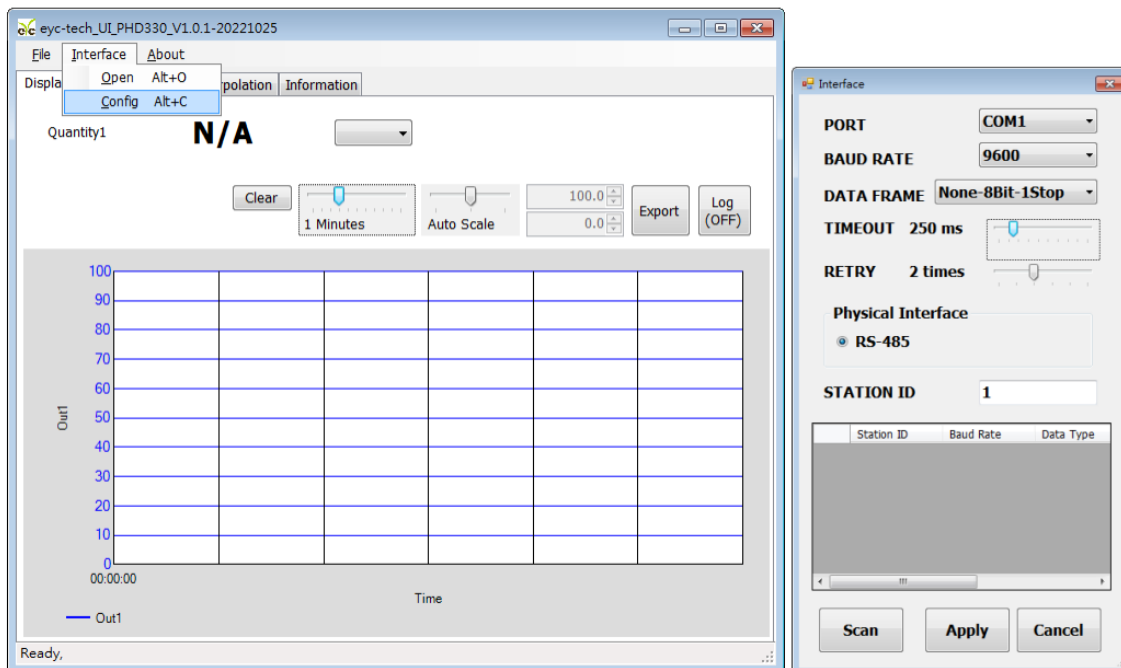 eyc-tech_UI_PHD330_V1.0.1-20221025
File Interface About
Open Alt+O
Config Alt+C
Displa
polation Information
Quantity1 N/A
Clear
1 Minutes
Auto Scale
100.0
0.0
Export
Log
(OFF)
100
90
80
70
60
50
40
30
20
10
0
Out1
00:00:00
Time
Out1
Ready,
Interface
PORT COM1
BAUD RATE 9600
DATA FRAME None-8Bit-1Stop
TIMEOUT 250 ms
RETRY 2 times
Physical Interface
RS-485
STATION ID 1
Station ID Baud Rate Data Type
Scan Apply Cancel